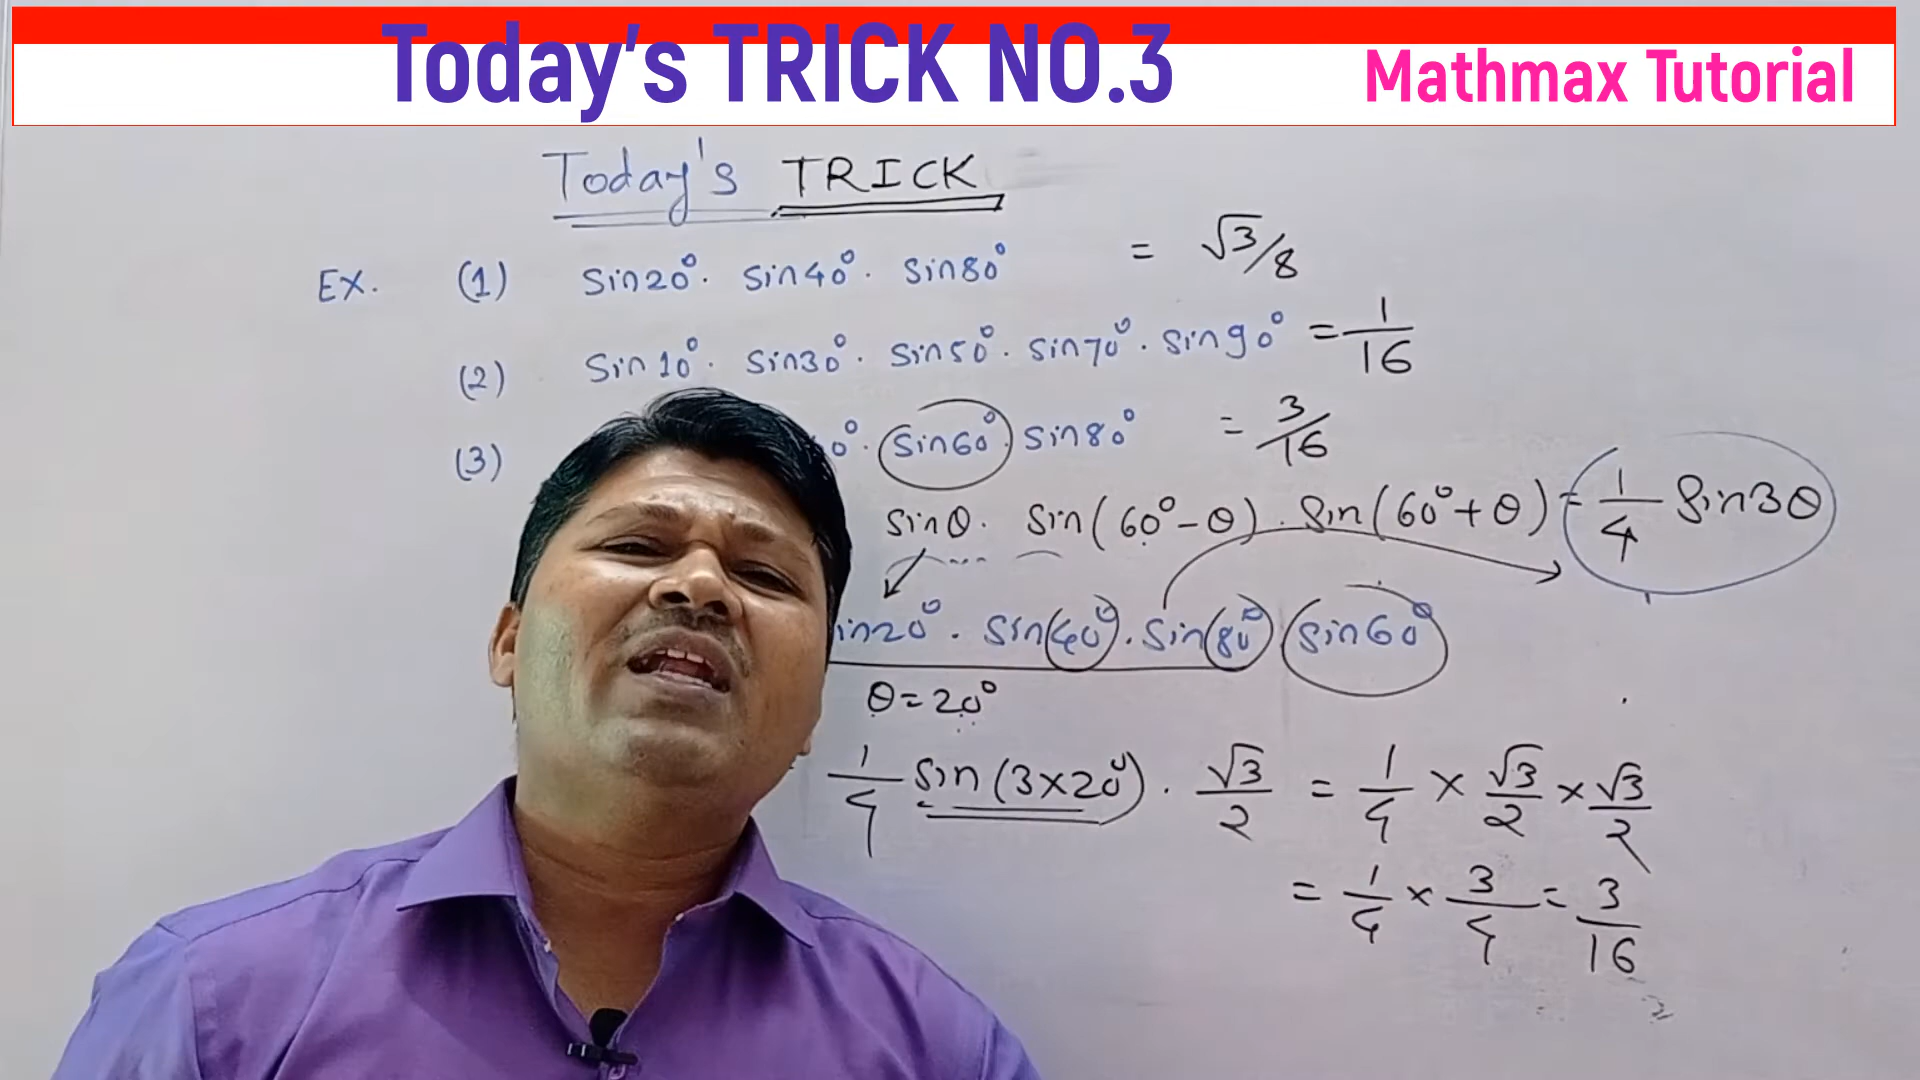 Today's TRICK NO.3
Mathmax Tutorial
Today's TRICK
EX. (1) Sin20°. Sin40°. Sin80° = √3/8
(2) Sin10°. Sin30°. Sin50°. Sin70°. Sin90° = 1/16
(3) 0°. Sin60°. Sin80° = 3/16
Sinθ. Sin(60°-θ). Sin(60°+θ) = 1/4 Sin3θ
in20°. Sin(40°). Sin(80°) Sin60°
θ=20°
1/4 Sin(3×20°). √3/2 = 1/4 × √3/2 × √3/2
= 1/4 × 3/4 = 3/16